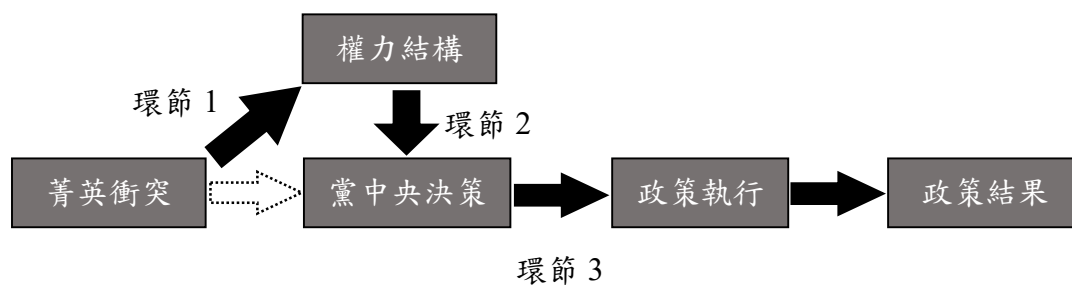 權力結構
環節 1
環節 2
菁英衝突
黨中央決策
政策執行
政策結果
環節 3